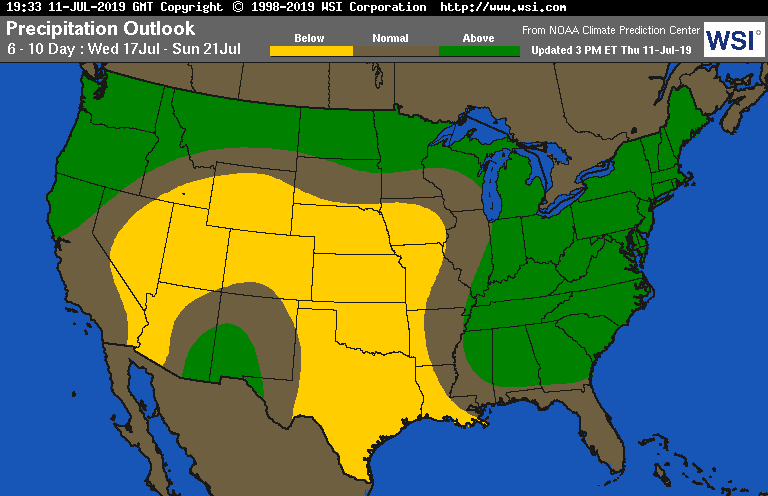 19:33 11-JUL-2019 GMT Copyright © 1998-2019 WSI Corporation http://www.wsi.com
Precipitation Outlook
6 - 10 Day : Wed 17Jul - Sun 21Jul
Below Normal Above
From NOAA Climate Prediction Center
Updated 3 PM ET Thu 11-Jul-19
WSI